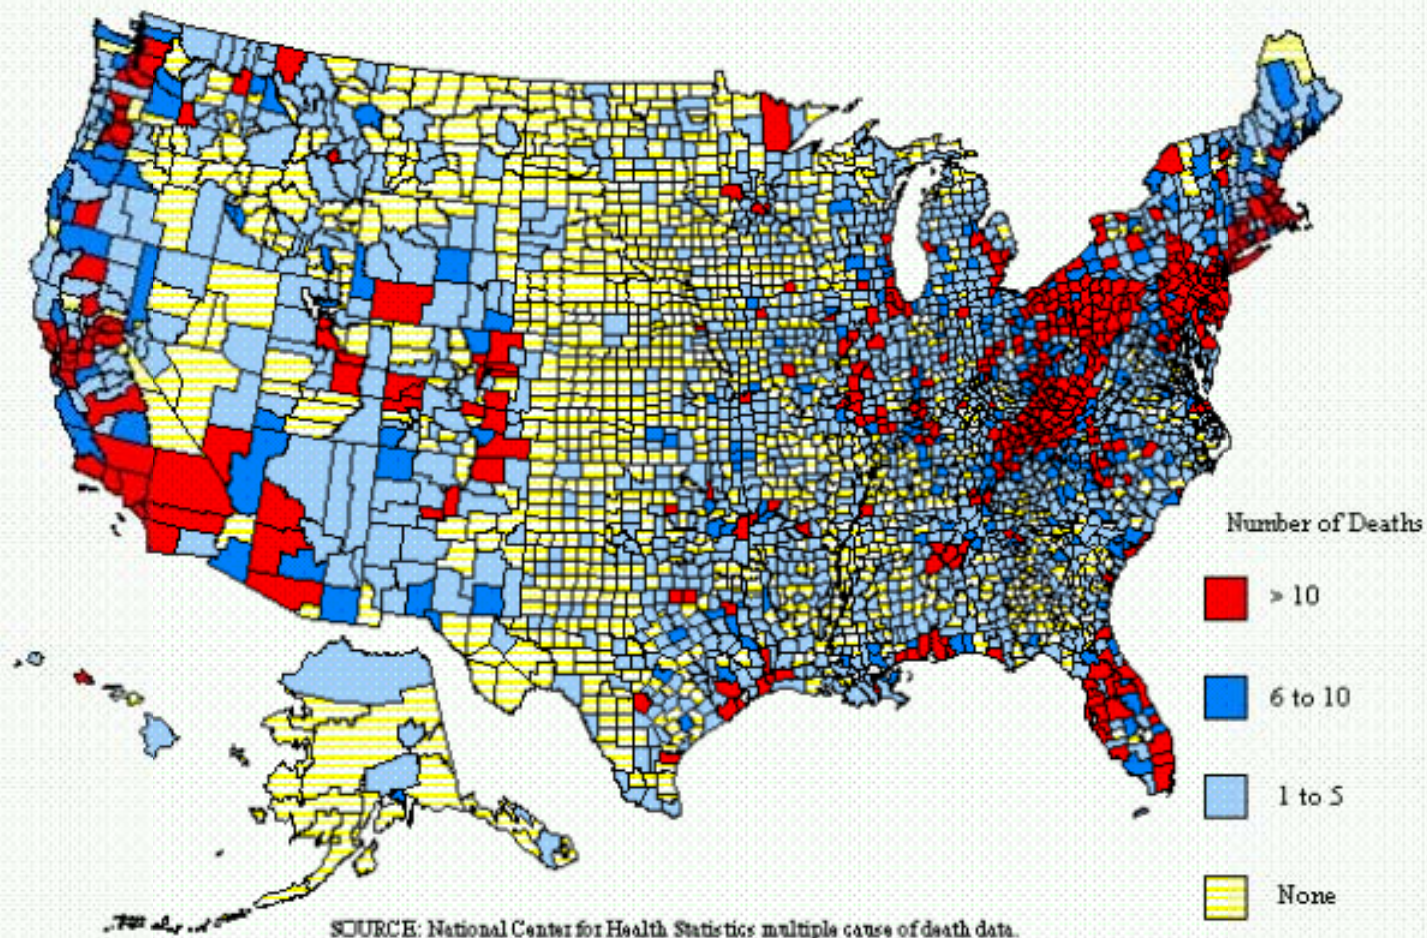 Number of Deaths
> 10
6 to 10
1 to 5
None
SOURCE: National Center for Health Statistics multiple cause of death data.